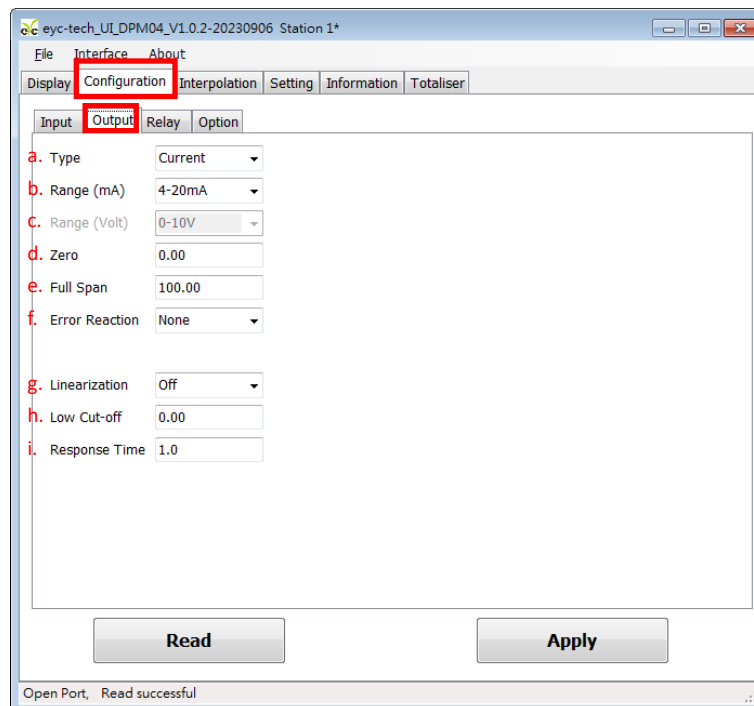 eyc eyc-tech_UI_DPM04_V1.0.2-20230906 Station 1*
File Interface About
Display Configuration Interpolation Setting Information Totaliser
Input Output Relay Option
a. Type Current
b. Range (mA) 4-20mA
c. Range (Volt) 0-10V
d. Zero 0.00
e. Full Span 100.00
f. Error Reaction None
g. Linearization Off
h. Low Cut-off 0.00
i. Response Time 1.0
Read Apply
Open Port, Read successful